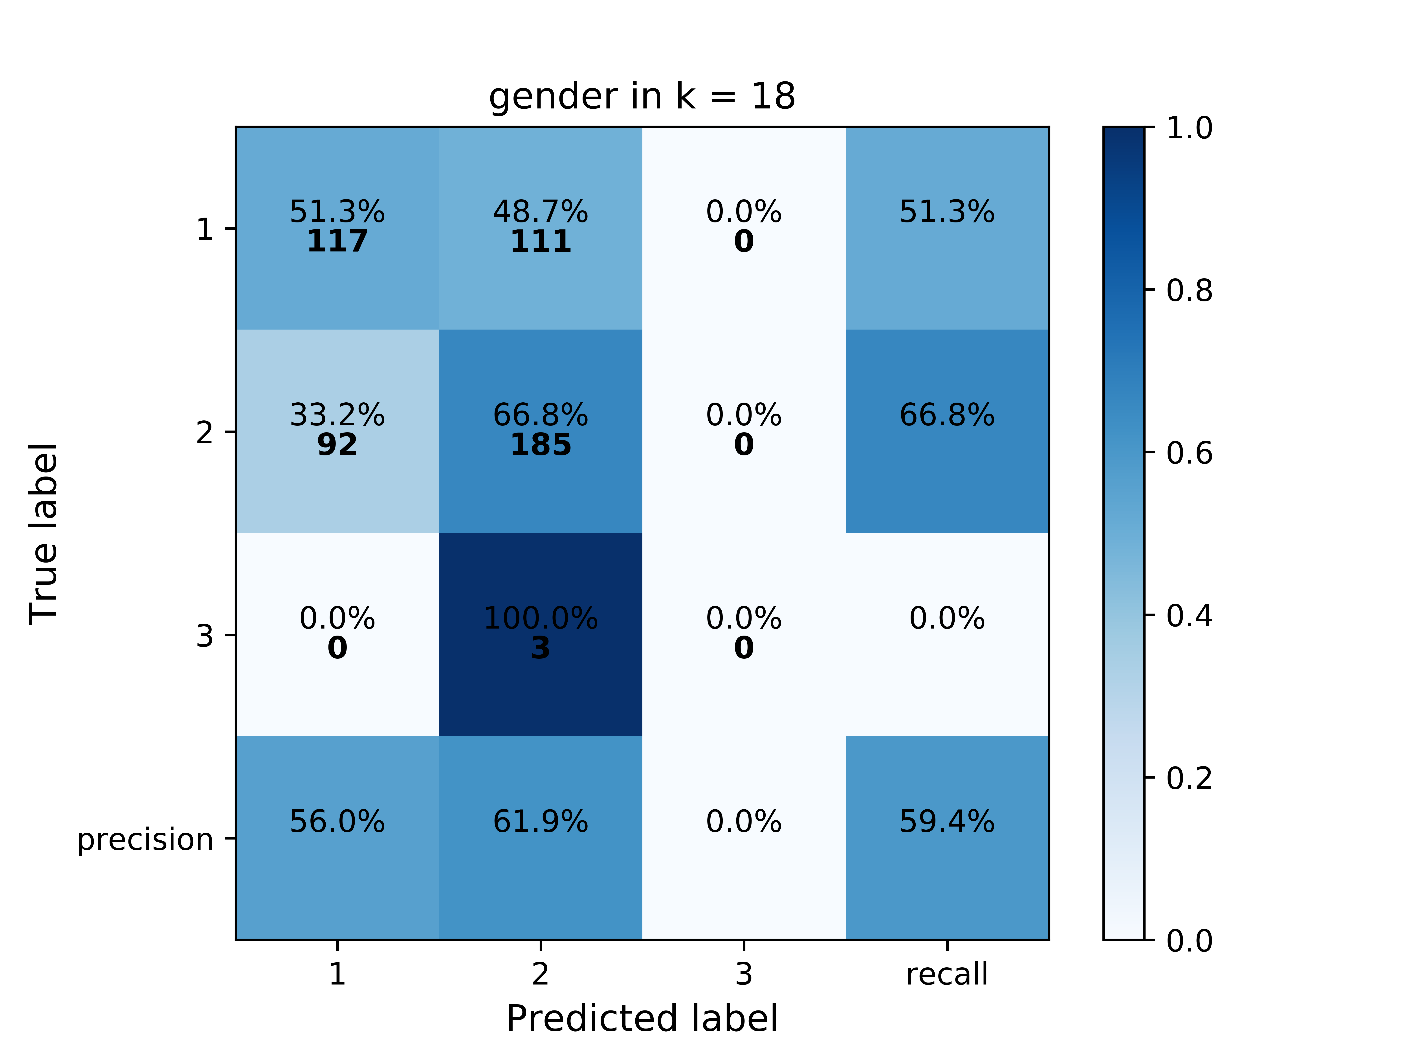 gender in k = 18
1.0
51.3% 48.7% 0.0% 51.3%
1
117 111 0
0.8
33.2% 66.8% 0.0% 66.8%
2
92 185 0
0.6
True label
0.4
0.0% 100.0% 0.0% 0.0%
3
0 3 0
0.2
56.0% 61.9% 0.0% 59.4%
precision
0.0
1 2 3 recall
Predicted label